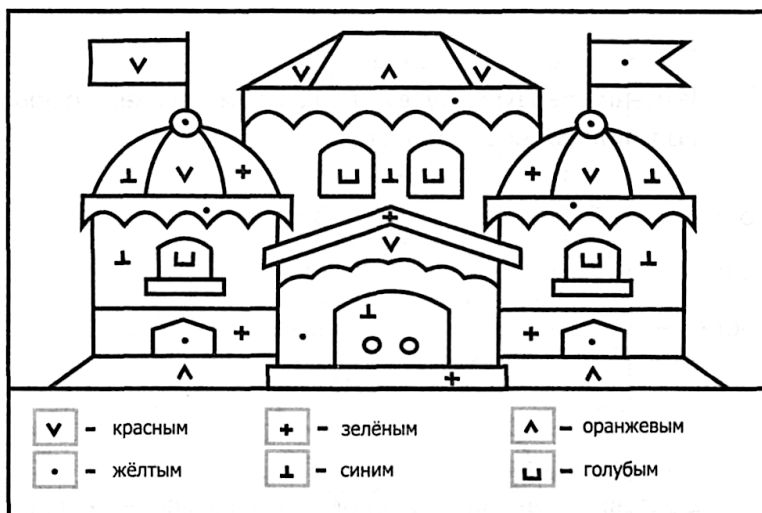 v – красным
+ – зелёным
ʌ – оранжевым
• – жёлтым
⊥ – синим
⊔ – голубым